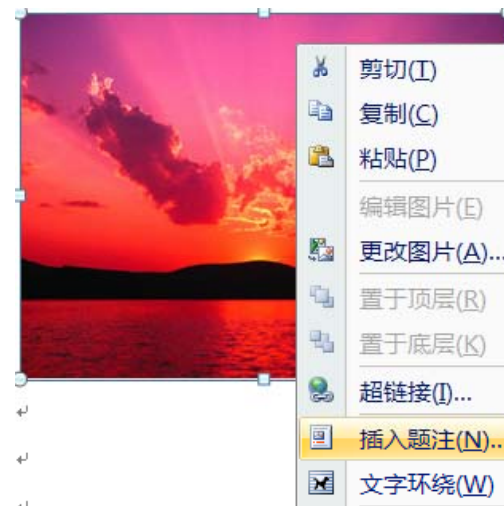 剪切(T)
复制(C)
粘贴(P)
编辑图片(E)
更改图片(A)...
置于顶层(R)
置于底层(K)
超链接(I)...
插入题注(N)...
文字环绕(W)